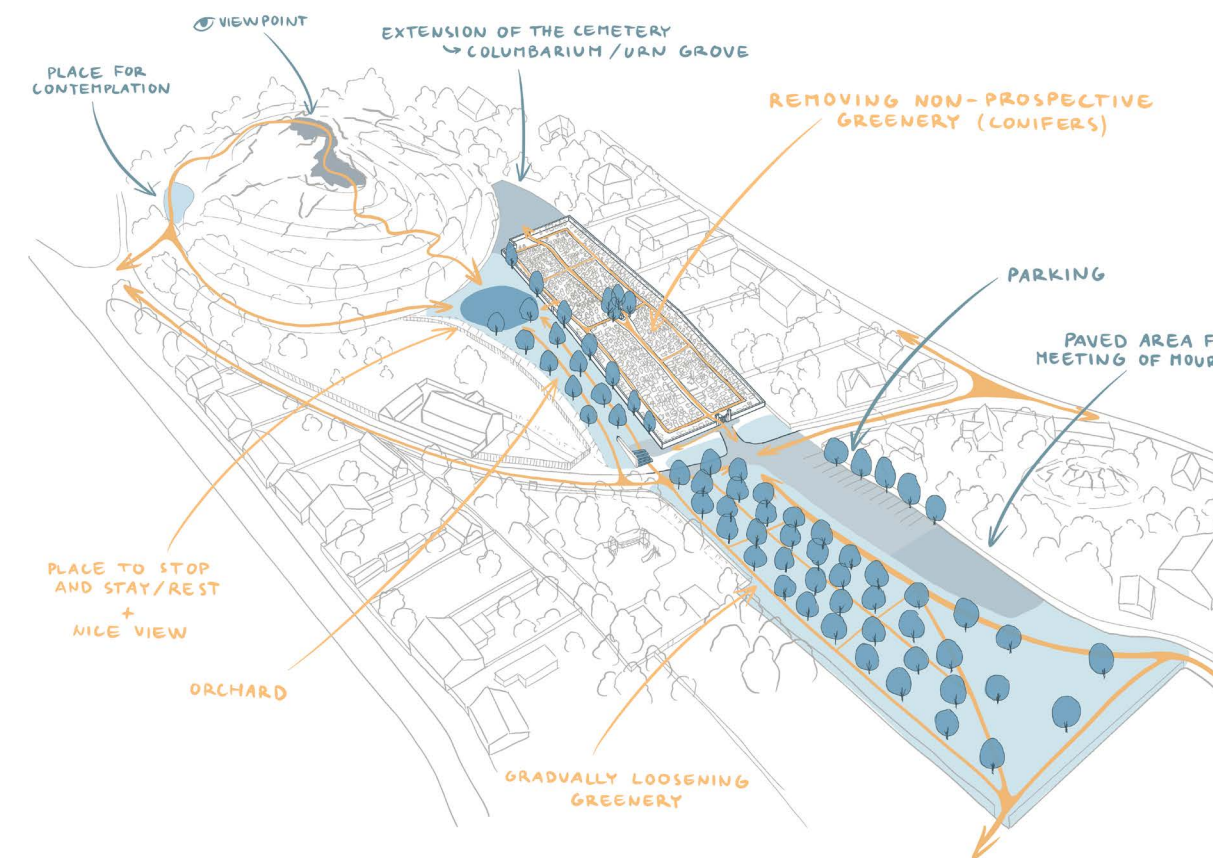 VIEWPOINT
EXTENSION OF THE CEMETERY
COLUMBARIUM / URN GROVE
PLACE FOR
CONTEMPLATION
REMOVING NON-PROSPECTIVE
GREENERY (CONIFERS)
PARKING
PAVED AREA
MEETING OF
PLACE TO STOP
AND STAY/REST
+
NICE VIEW
ORCHARD
GRADUALLY LOOSENING
GREENERY